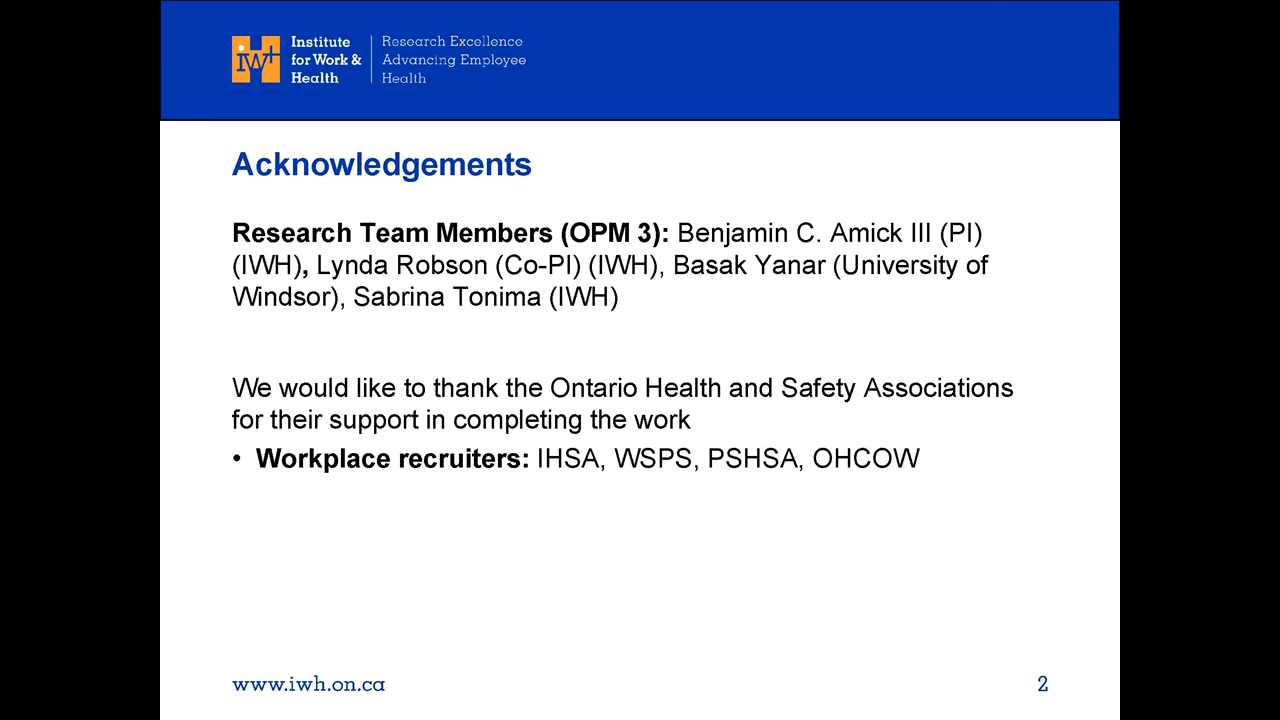 IW+
Institute
for Work &
Health
Research Excellence
Advancing Employee
Health
Acknowledgements
Research Team Members (OPM 3): Benjamin C. Amick III (PI)
(IWH), Lynda Robson (Co-PI) (IWH), Basak Yanar (University of
Windsor), Sabrina Tonima (IWH)
We would like to thank the Ontario Health and Safety Associations
for their support in completing the work
• Workplace recruiters: IHSA, WSPS, PSHSA, OHCOW
www.iwh.on.ca
2